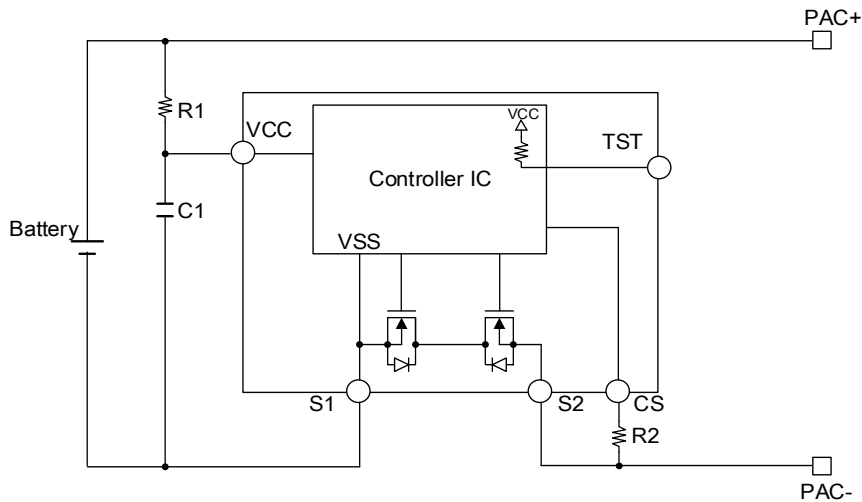 PAC+
R1
VCC
VCC
TST
Controller IC
C1
Battery
VSS
S1
S2
CS
R2
PAC-